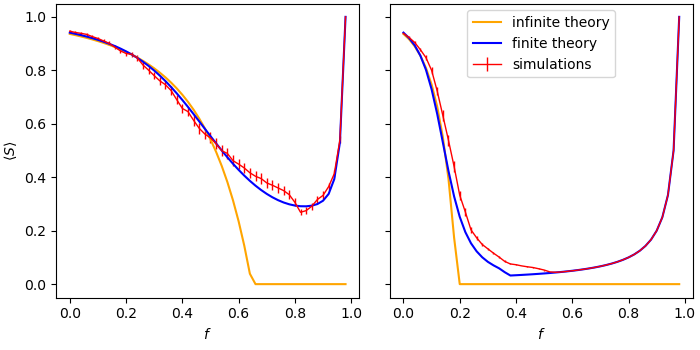 ⟨S⟩
1.0
0.8
0.6
0.4
0.2
0.0
0.0 0.2 0.4 0.6 0.8 1.0
f
infinite theory
finite theory
simulations
0.0 0.2 0.4 0.6 0.8 1.0
f